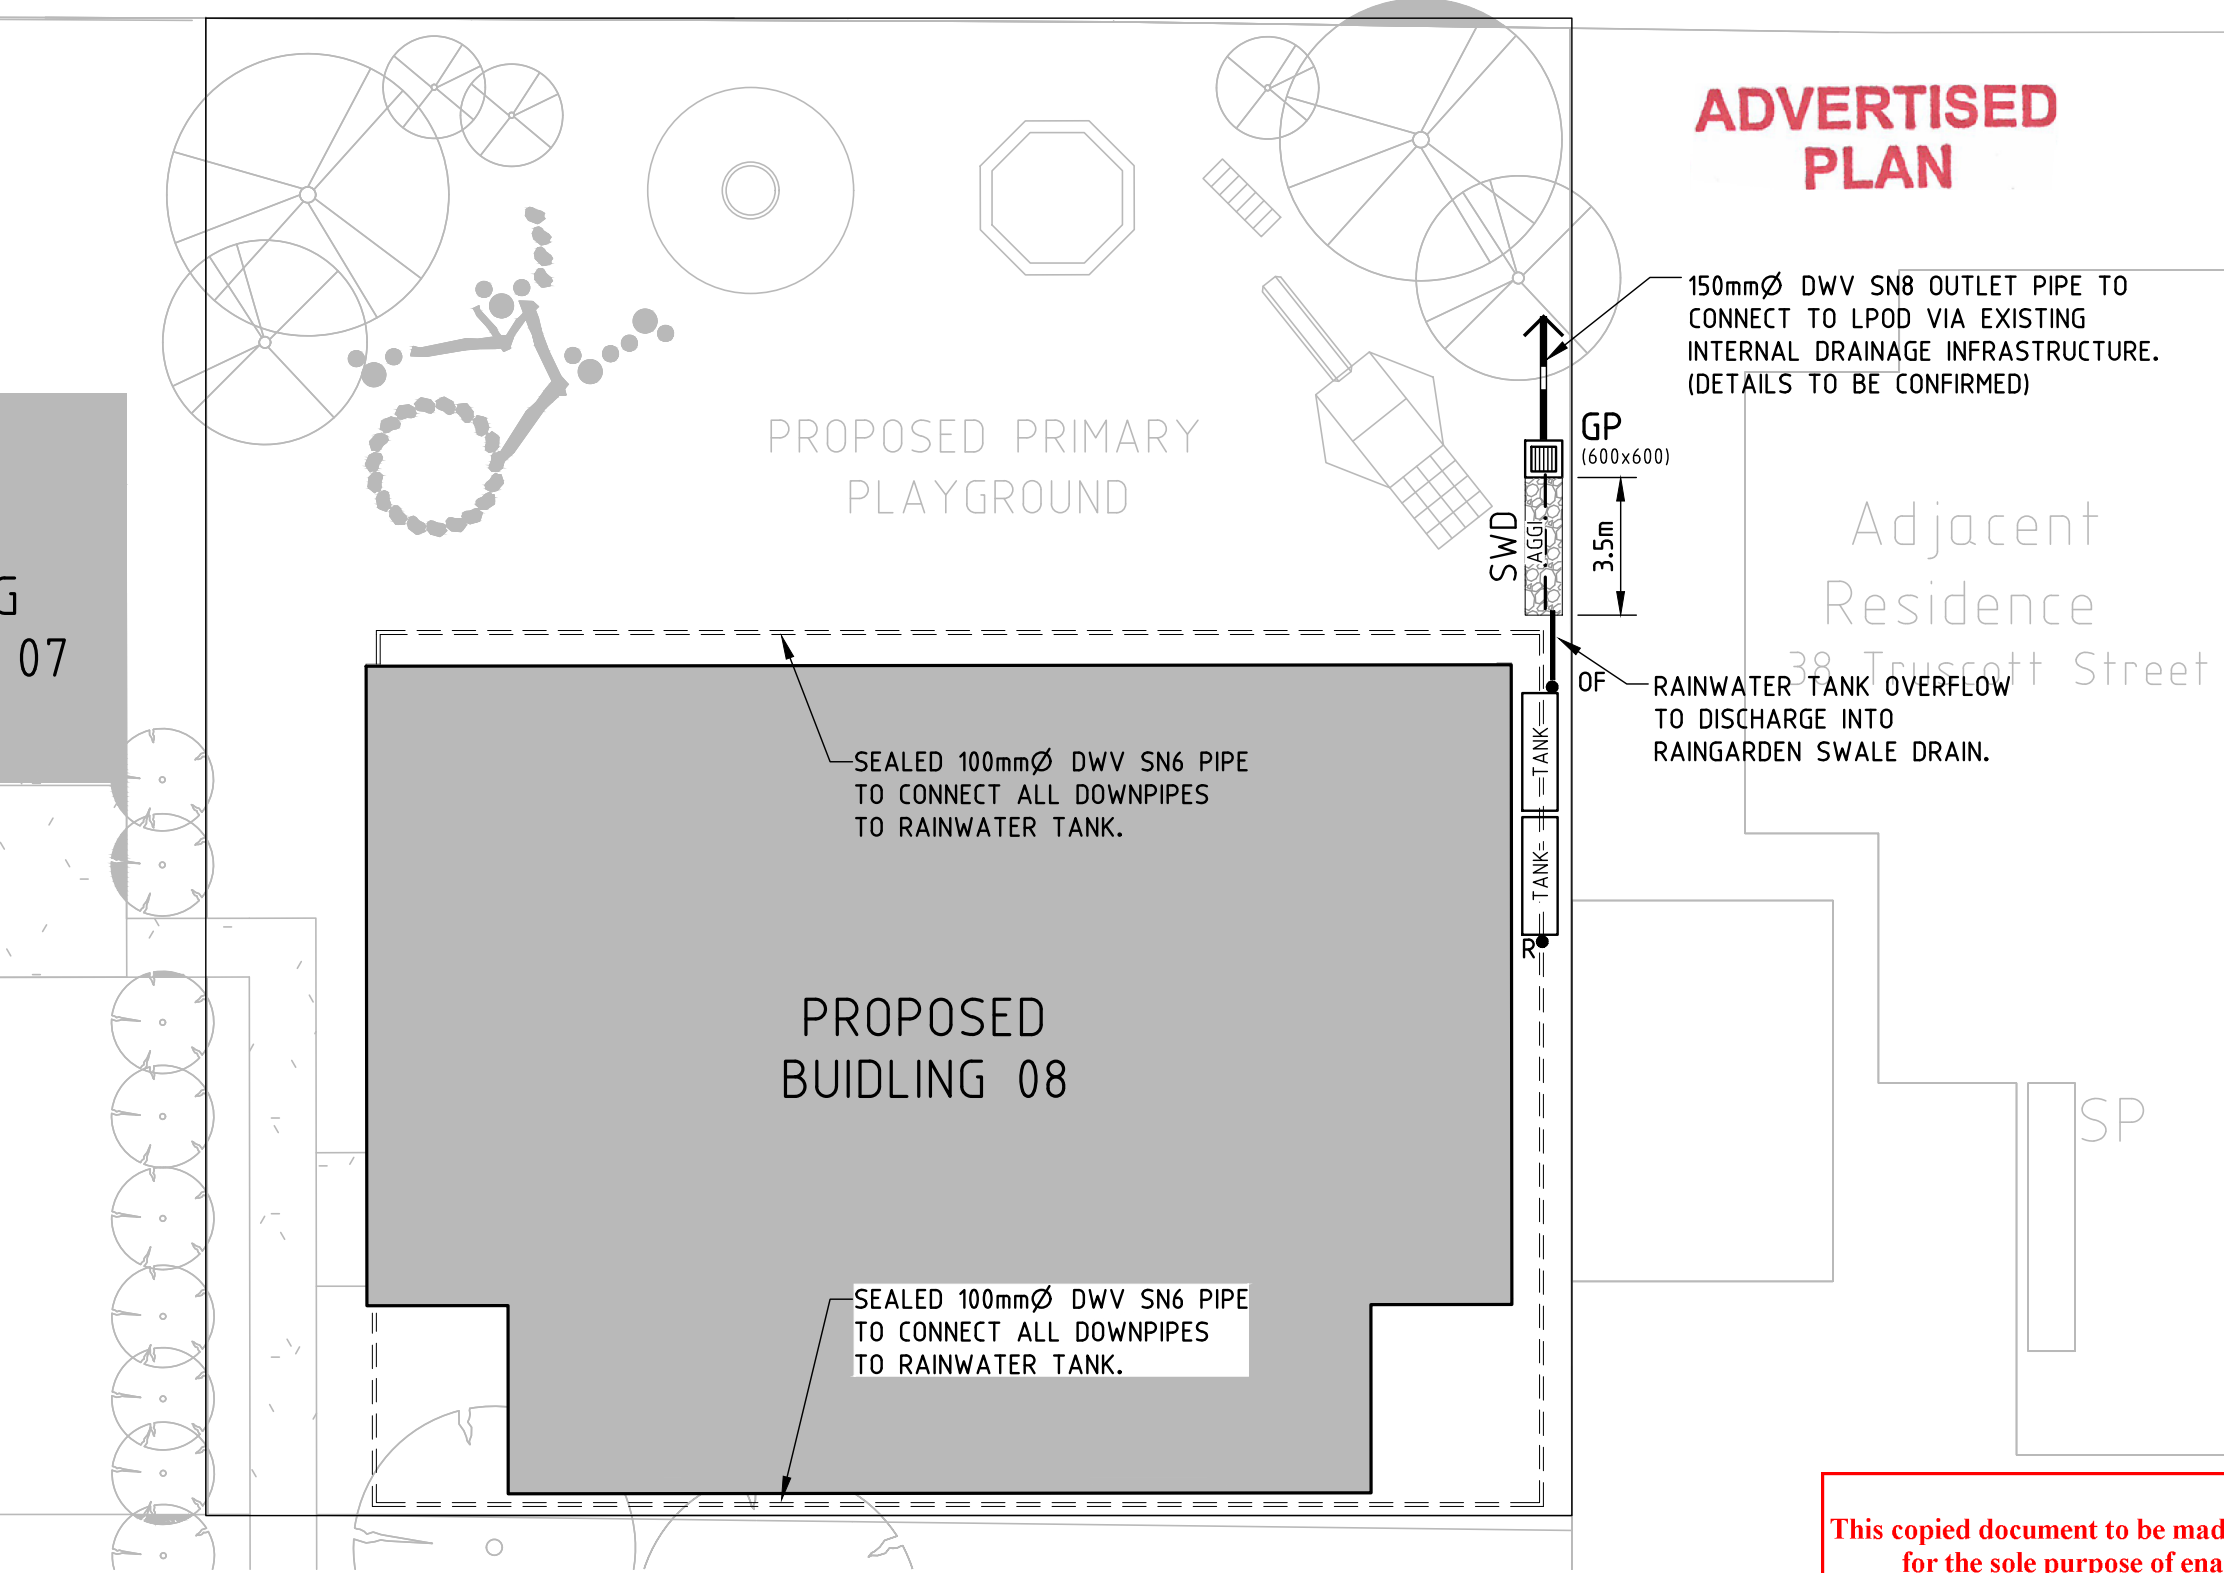 ADVERTISED
PLAN
150mmØ DWV SN8 OUTLET PIPE TO
CONNECT TO LPOD VIA EXISTING
INTERNAL DRAINAGE INFRASTRUCTURE.
(DETAILS TO BE CONFIRMED)
GP
(600x600)
PROPOSED PRIMARY
PLAYGROUND
SWD
AGGI
3.5m
Adjacent
Residence
38 Truscott Street
G
07
OF
RAINWATER TANK OVERFLOW
TO DISCHARGE INTO
RAINGARDEN SWALE DRAIN.
SEALED 100mmØ DWV SN6 PIPE
TO CONNECT ALL DOWNPIPES
TO RAINWATER TANK.
TANK
TANK
R
PROPOSED
BUIDLING 08
SP
SEALED 100mmØ DWV SN6 PIPE
TO CONNECT ALL DOWNPIPES
TO RAINWATER TANK.
This copied document to be mad
for the sole purpose of ena